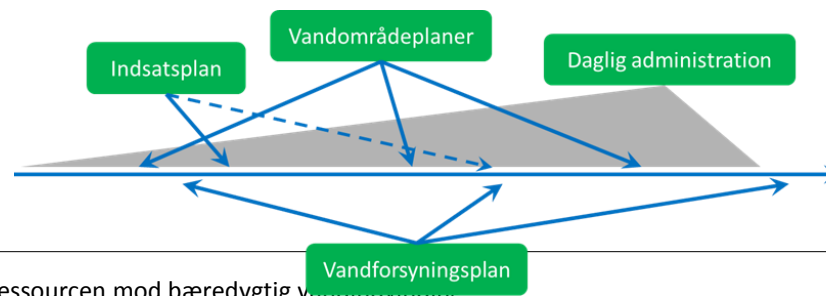 Vandområdeplaner
Indsatsplan
Daglig administration
Vandforsyningsplan
essourcen mod bæredygtig